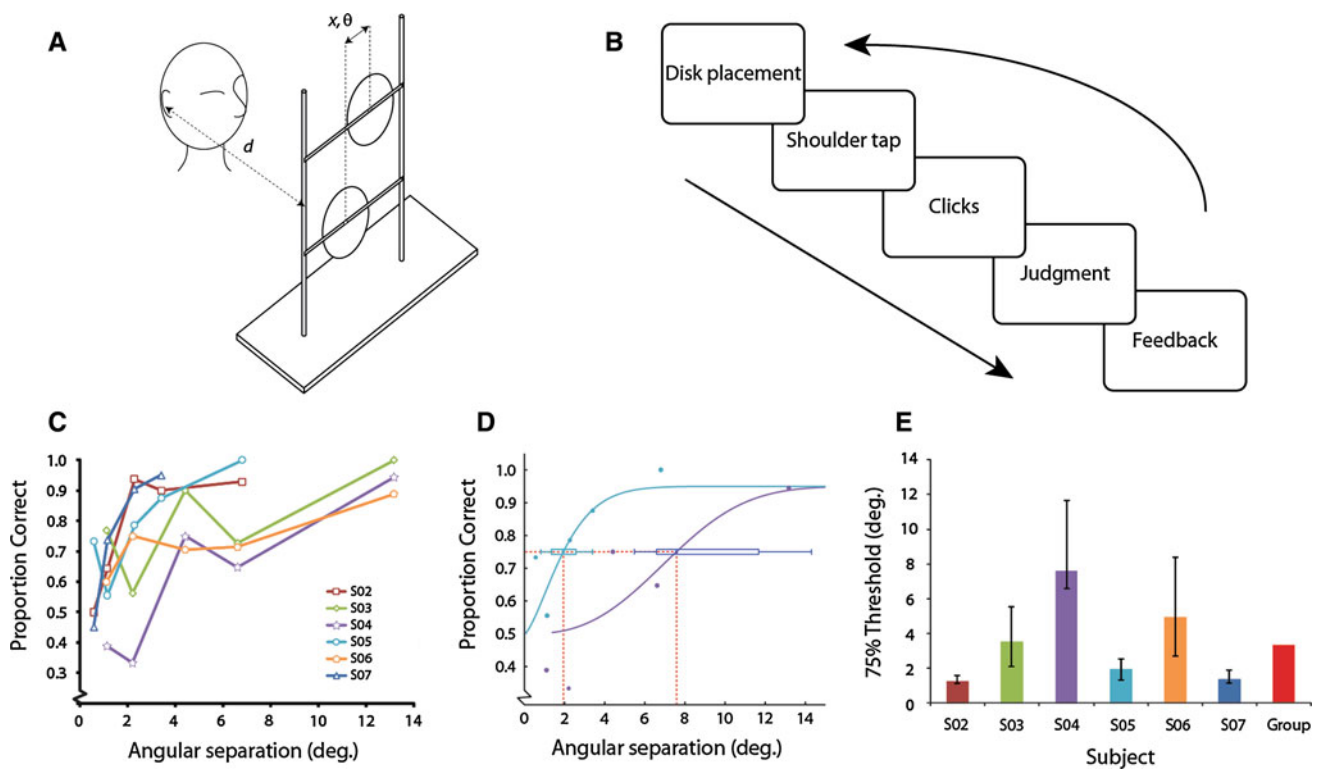 A
x, θ
d
B
Disk placement
Shoulder tap
Clicks
Judgment
Feedback
C
Proportion Correct
1.0
0.9
0.8
0.7
0.6
0.5
0.4
0.3
0 2 4 6 8 10 12 14
Angular separation (deg.)
S02
S03
S04
S05
S06
S07
D
Proportion Correct
1.0
0.9
0.8
0.7
0.6
0.5
0.4
0 2 4 6 8 10 12 14
Angular separation (deg.)
E
75% Threshold (deg.)
14
12
10
8
6
4
2
0
S02 S03 S04 S05 S06 S07 Group
Subject